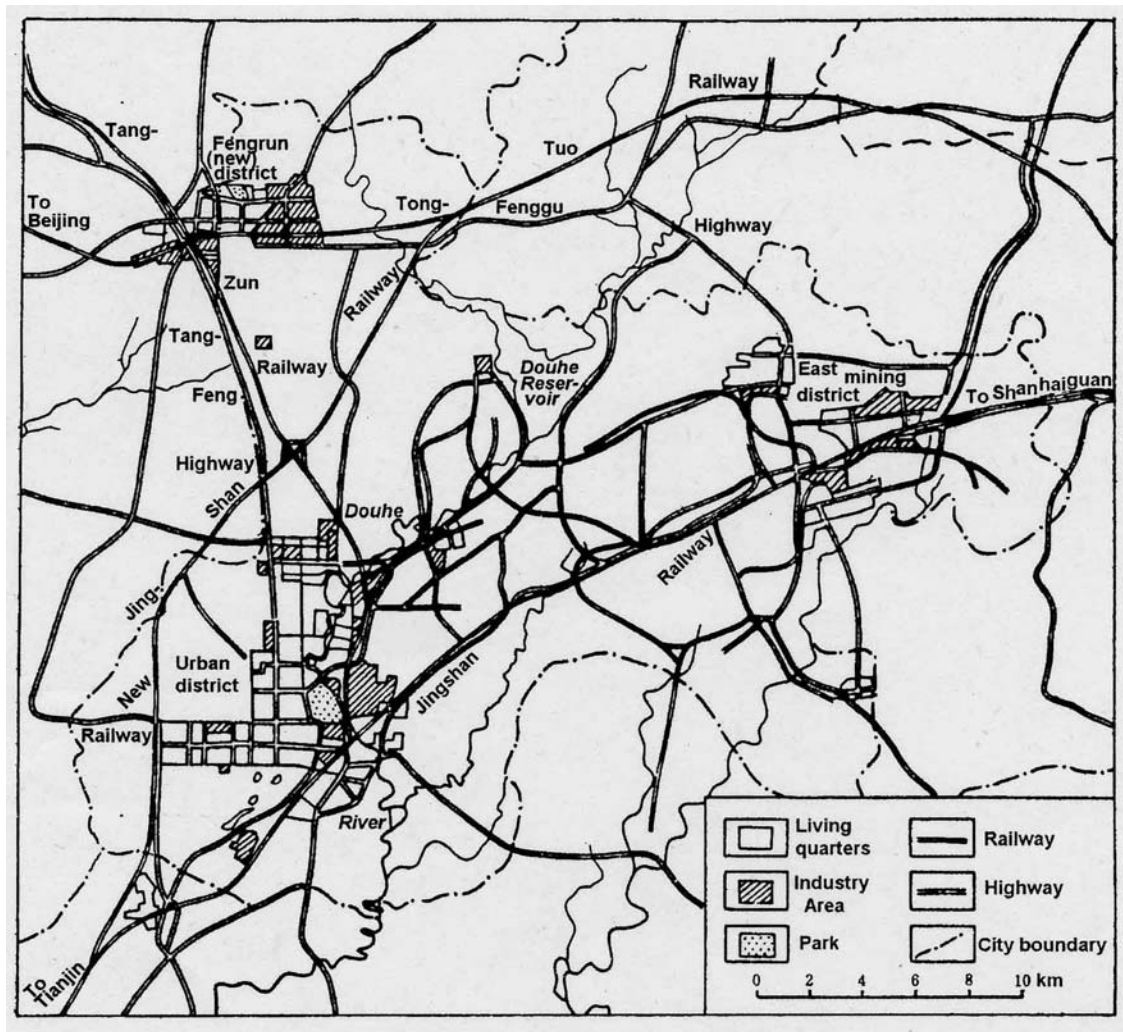 Railway
Tang-
Fengrun
(new)
district
Tuo
To
Beijing
Tong-
Fenggu
Highway
Zun
Railway
Tang-
Railway
Feng
Douhe
Reser-
voir
East mining
district
To Shanhaiguan
Highway
Shan
Douhe
Railway
Jing-
Urban
district
New
Jingshan
Railway
River
To
Tianjin
Living
quarters
Railway
Industry
Area
Highway
Park
City boundary
0 2 4 6 8 10 km